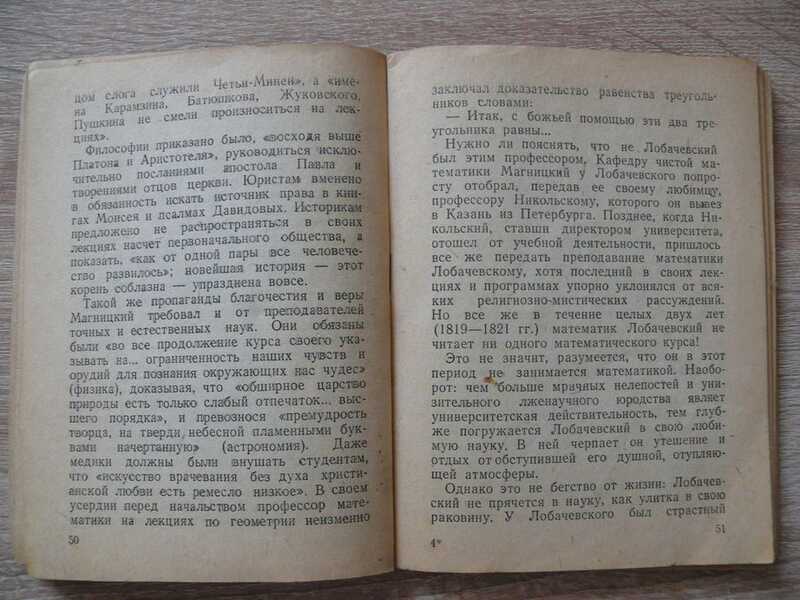 цом слога служили Четьи-Минеи», а «име-
на Карамзина, Батюшкова, Жуковского,
Пушкина не смели произноситься на лек-
циях».
Философии приказано было, «восходя выше
Платона и Аристотеля», руководиться исклю-
чительно посланиями апостола Павла и
творениями отцов церкви. Юристам вменено
в обязанность искать источник права в кни-
гах Моисея и псалмах Давидовых. Историкам
предложено не распространяться в своих
лекциях насчет первоначального общества, а
показать, «как от одной пары все человече-
ство развилось»; новейшая история — этот
корень соблазна — упразднена вовсе.
Такой же пропаганды благочестия и веры
Магницкий требовал и от преподавателей
точных и естественных наук. Они обязаны
были «во все продолжение курса своего ука-
зывать на... ограниченность наших чувств и
орудий для познания окружающих нас чудес»
(физика), доказывая, что «обширное царство
природы есть только слабый отпечаток... выс-
шего порядка», и превознося «премудрость
творца, на тверди небесной пламенными бук-
вами начертанную» (астрономия). Даже
медики должны были внушать студентам,
что «искусство врачевания без духа христи-
анской любви есть ремесло низкое». В своем
усердии перед начальством профессор мате-
матики на лекциях по геометрии неизменно
50
заключал доказательство равенства треуголь-
ников словами:
— Итак, с божьей помощью эти два тре-
угольника равны...
Нужно ли пояснять, что не Лобачевский
был этим профессором. Кафедру чистой ма-
тематики Магницкий у Лобачевского попро-
сту отобрал, передав ее своему любимцу,
профессору Никольскому, которого он вывез
в Казань из Петербурга. Позднее, когда Ни-
кольский, ставши директором университета,
отошел от учебной деятельности, пришлось
все же передать преподавание математики
Лобачевскому, хотя последний в своих лек-
циях и программах упорно уклонялся от вся-
ких религиозно-мистических рассуждений.
Но все же в течение целых двух лет
(1819—1821 гг.) математик Лобачевский не
читает ни одного математического курса!
Это не значит, разумеется, что он в этот
период не занимается математикой. Наобо-
рот: чем больше мрачных нелепостей и уни-
зительного лженаучного юродства являет
университетская действительность, тем глуб-
же погружается Лобачевский в свою люби-
мую науку. В ней черпает он утешение и
отдых от обступившей его душной, отупляю-
щей атмосферы.
Однако это не бегство от жизни: Лобачев-
ский не прячется в науку, как улитка в свою
раковину. У Лобачевского был страстный
51
4*